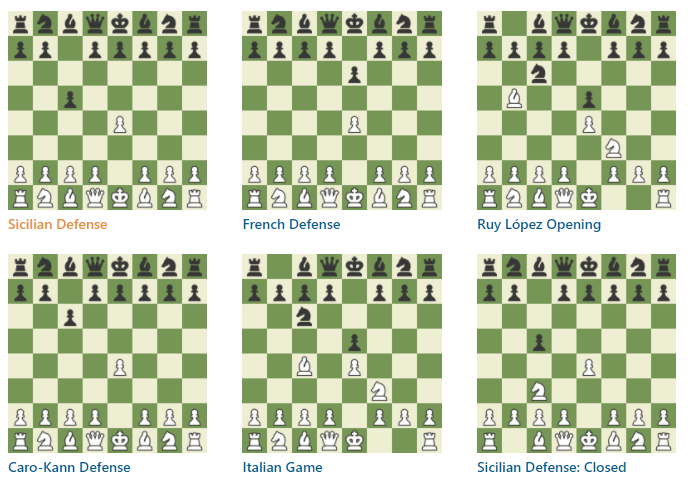 Sicilian Defense
French Defense
Ruy López Opening
Caro-Kann Defense
Italian Game
Sicilian Defense: Closed